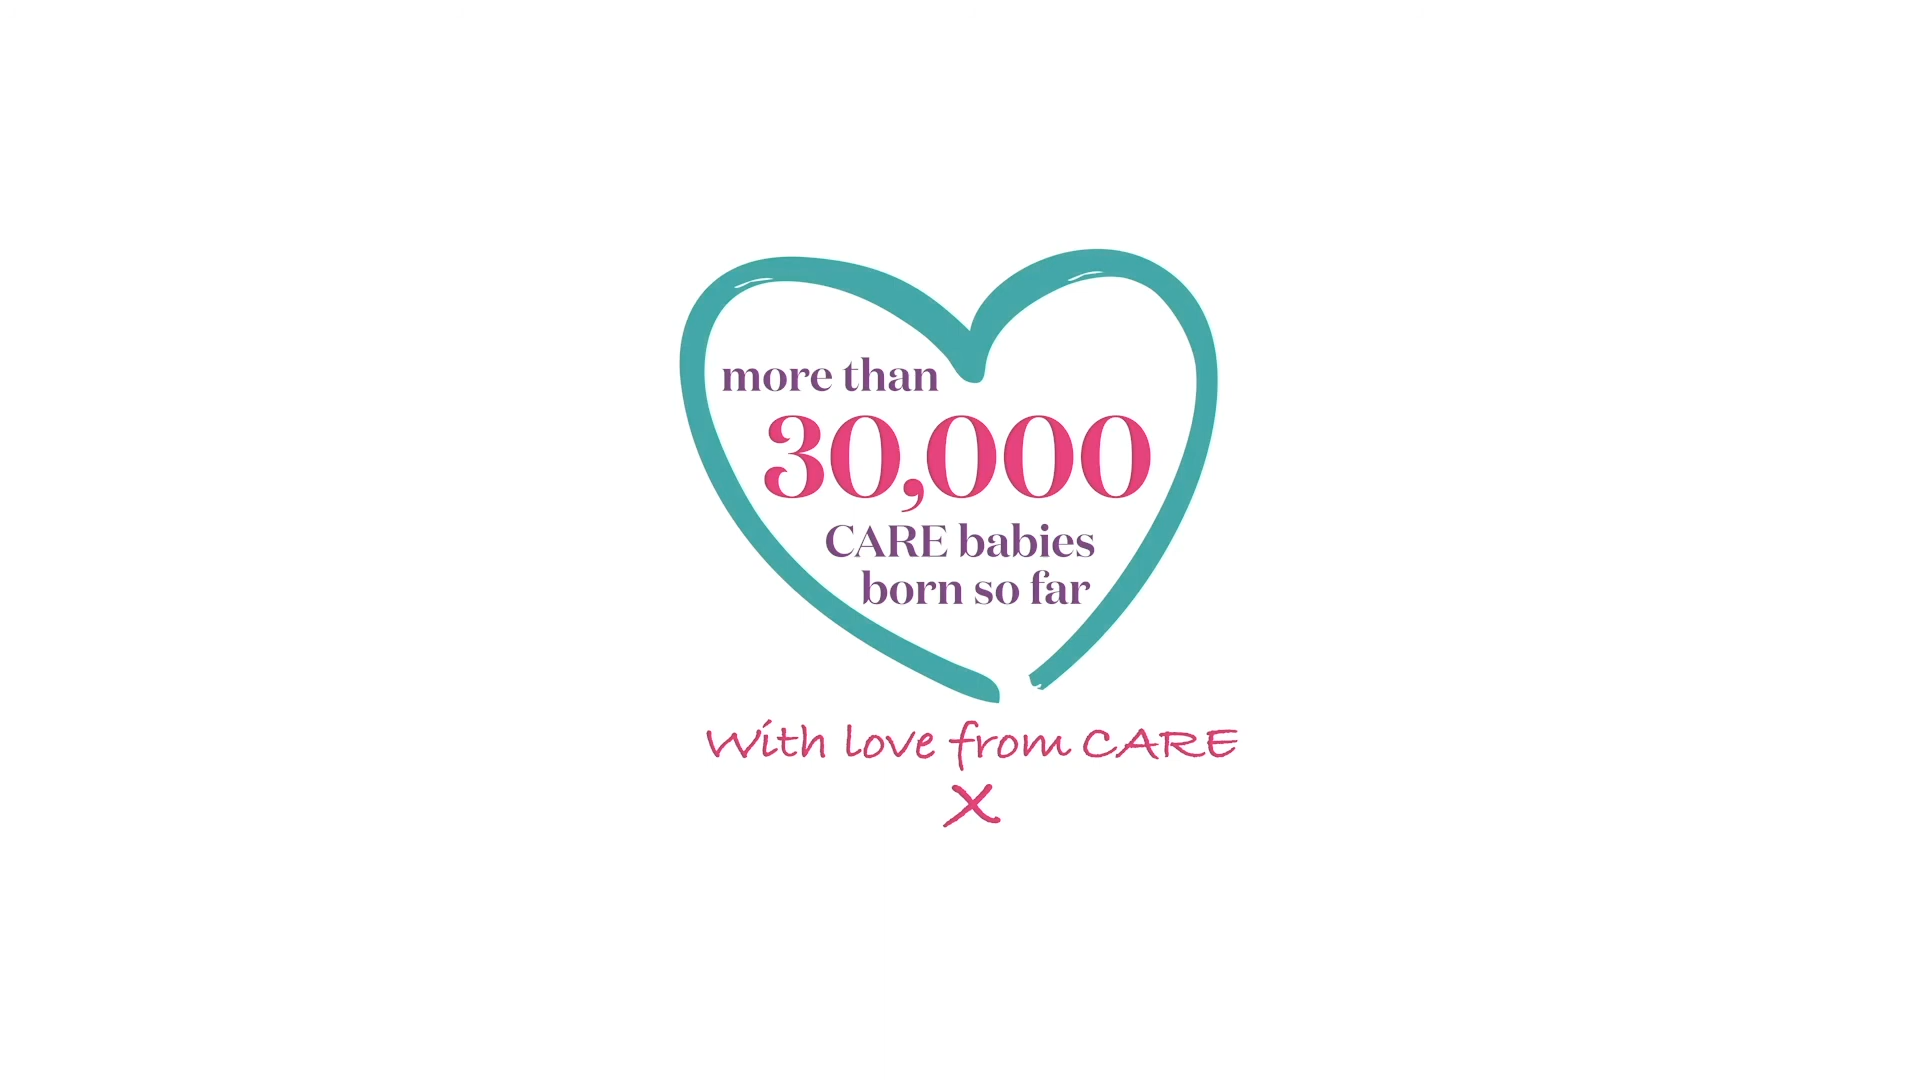 more than
30,000
CARE babies
born so far
With love from CARE
X